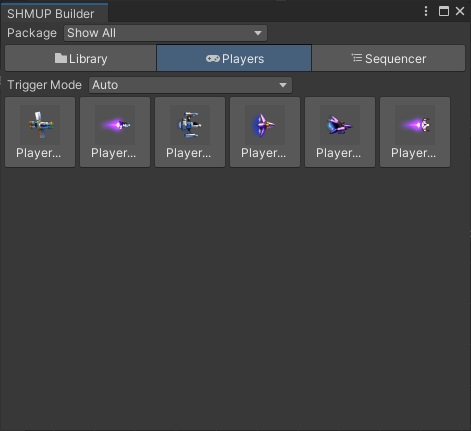 SHMUP Builder
Package Show All
Library Players Sequencer
Trigger Mode Auto
Player... Player... Player... Player... Player... Player...